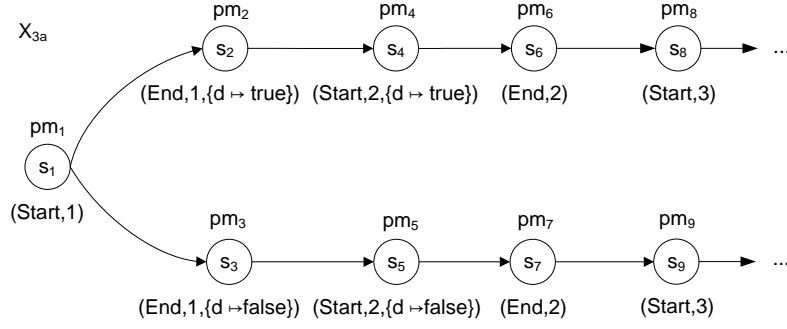 X3a
pm2 pm4 pm6 pm8
s2 s4 s6 s8 ...
(End,1,{d ↦ true}) (Start,2,{d ↦ true}) (End,2) (Start,3)
pm1
s1
(Start,1)
pm3 pm5 pm7 pm9
s3 s5 s7 s9 ...
(End,1,{d ↦false}) (Start,2,{d ↦false}) (End,2) (Start,3)